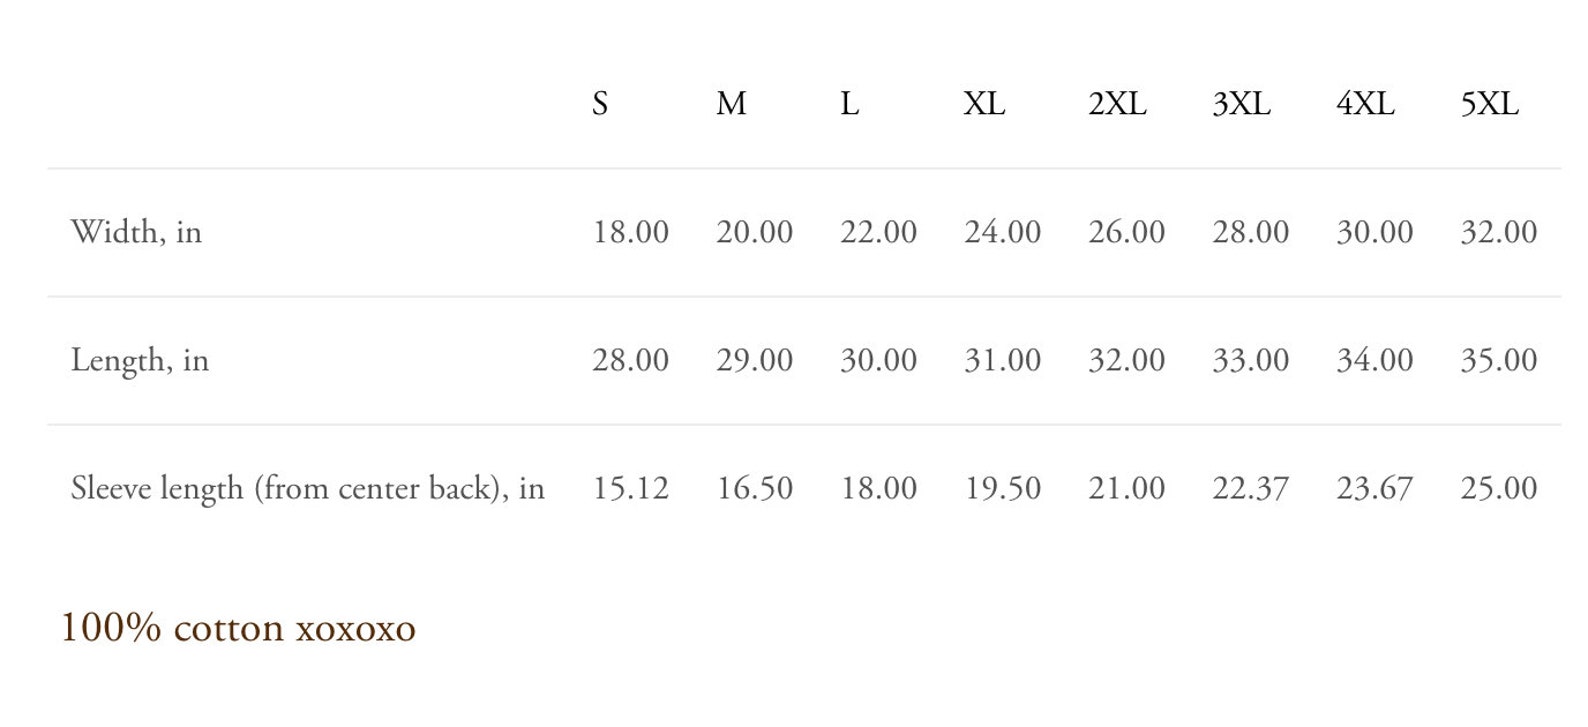 S M L XL 2XL 3XL 4XL 5XL
Width, in 18.00 20.00 22.00 24.00 26.00 28.00 30.00 32.00
Length, in 28.00 29.00 30.00 31.00 32.00 33.00 34.00 35.00
Sleeve length (from center back), in 15.12 16.50 18.00 19.50 21.00 22.37 23.67 25.00
100% cotton xoxoxo